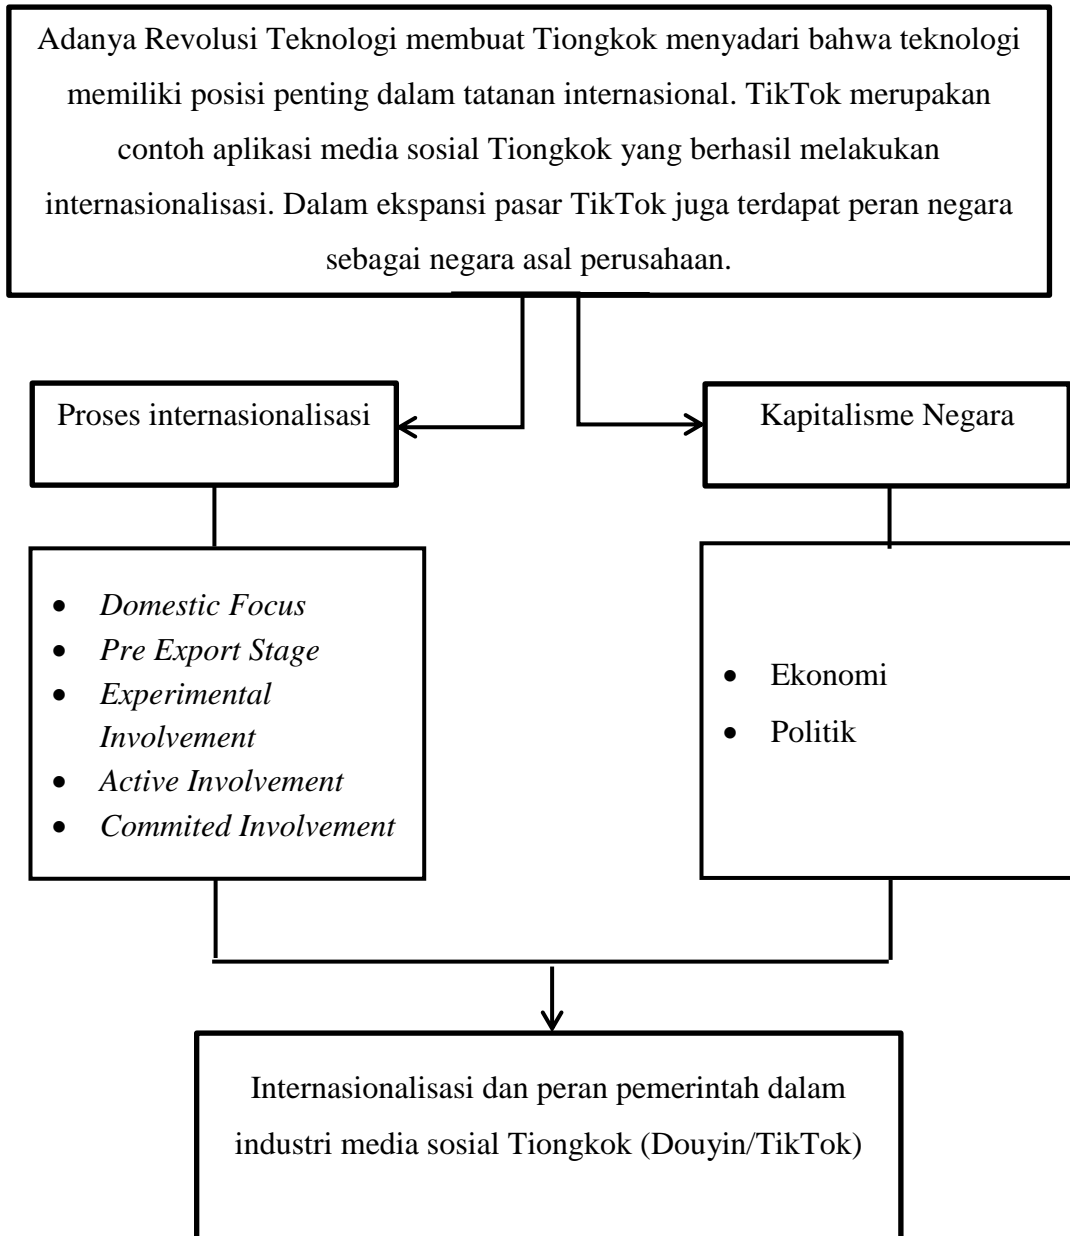 Adanya Revolusi Teknologi membuat Tiongkok menyadari bahwa teknologi
memiliki posisi penting dalam tatanan internasional. TikTok merupakan
contoh aplikasi media sosial Tiongkok yang berhasil melakukan
internasionalisasi. Dalam ekspansi pasar TikTok juga terdapat peran negara
sebagai negara asal perusahaan.
Proses internasionalisasi
Kapitalisme Negara
• Domestic Focus
• Pre Export Stage
• Experimental
Involvement
• Active Involvement
• Commited Involvement
• Ekonomi
• Politik
Internasionalisasi dan peran pemerintah dalam
industri media sosial Tiongkok (Douyin/TikTok)